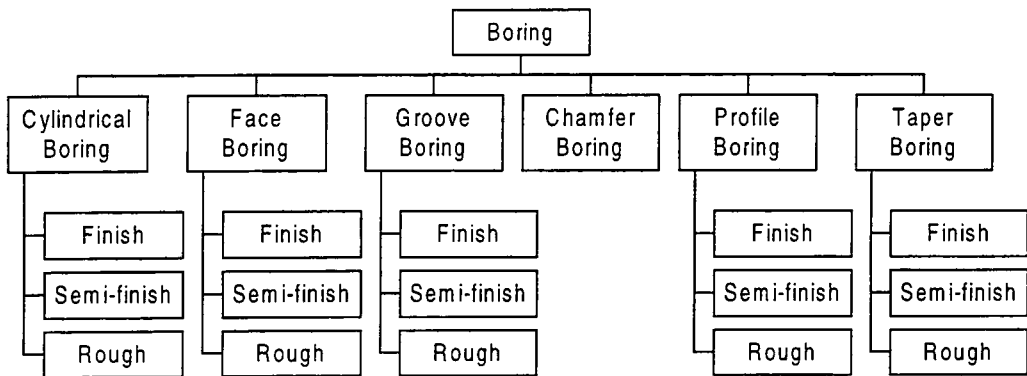 Boring
Cylindrical
Boring
Face
Boring
Groove
Boring
Chamfer
Boring
Profile
Boring
Taper
Boring
Finish
Finish
Finish
Finish
Finish
Semi-finish
Semi-finish
Semi-finish
Semi-finish
Semi-finish
Rough
Rough
Rough
Rough
Rough